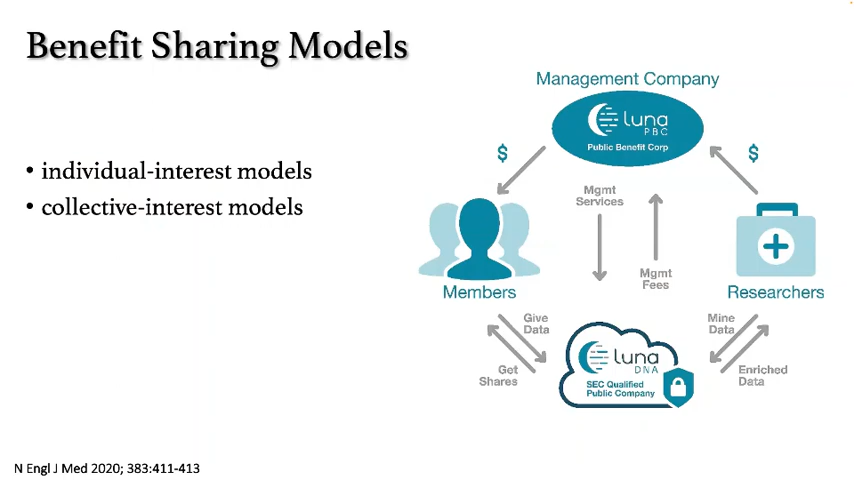 Benefit Sharing Models
• individual-interest models
• collective-interest models
Management Company
luna
PBC
Public Benefit Corp
$
$
Mgmt
Services
Mgmt
Fees
Members
Researchers
Give
Data
Get
Shares
Mine
Data
Enriched
Data
luna
DNA
SEC Qualified
Public Company
N Engl J Med 2020; 383:411-413